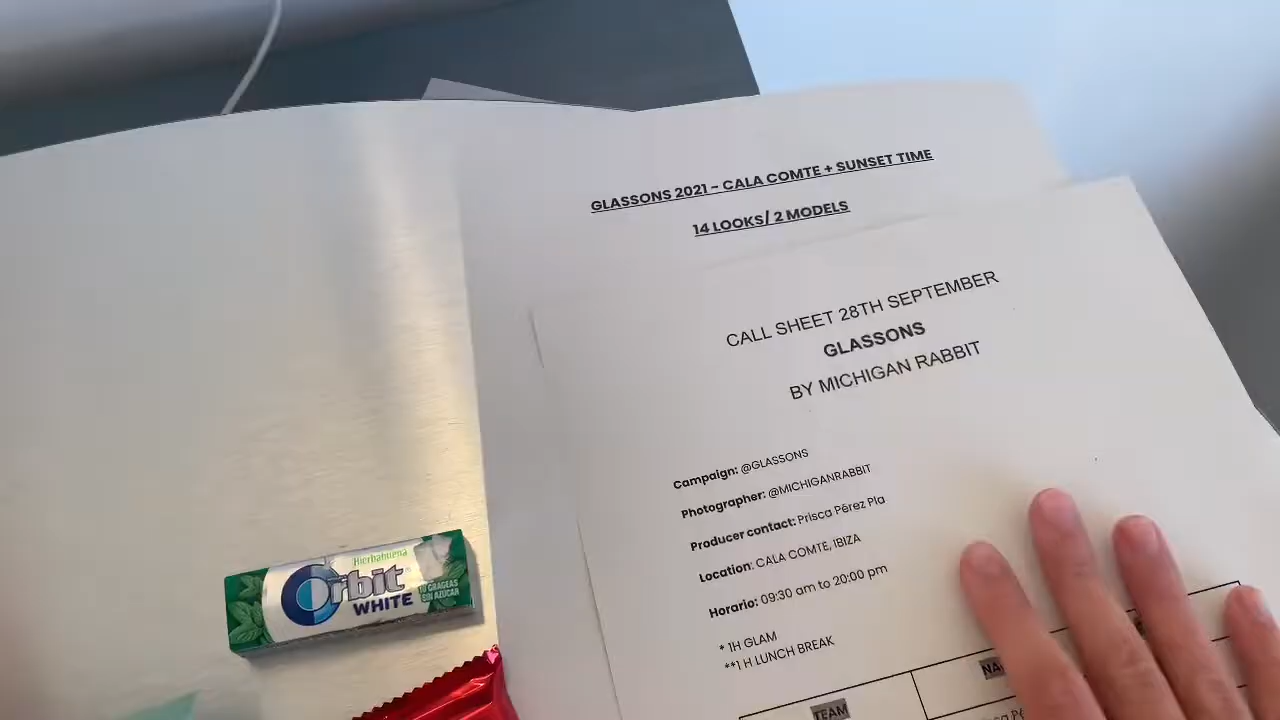 GLASSONS 2021 - CALA COMTE + SUNSET TIME
14 LOOKS/ 2 MODELS
CALL SHEET 28TH SEPTEMBER
GLASSONS
BY MICHIGAN RABBIT
Campaign: @GLASSONS
Photographer: @MICHIGANRABBIT
Producer contact: Prisca Pérez Pla
Location: CALA COMTE, IBIZA
Horario: 09:30 am to 20:00 pm
* 1H GLAM
**1 H LUNCH BREAK
TEAM
Hierbabuena
Orbit
WHITE
10 GRAGEAS
SIN AZÚCAR